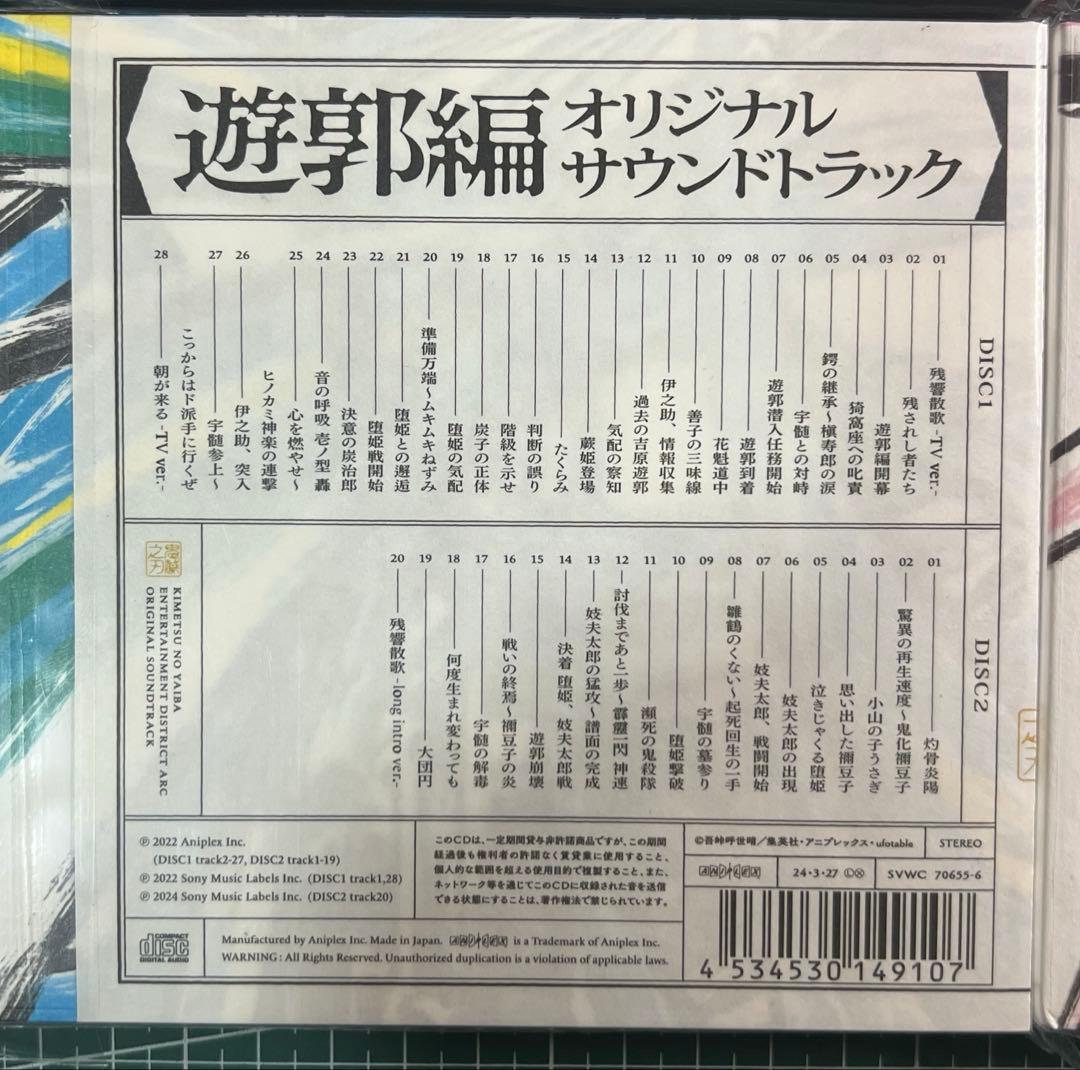 遊郭編
オリジナル
サウンドトラック
DISC1
01 残響散歌 -TV ver.-
02 残されし者たち
03 遊郭編開幕
04 猗窩座への叱責
05 鍔の継承〜槇寿郎の涙
06 宇髄との対峙
07 遊郭潜入任務開始
08 遊郭到着
09 花魁道中
10 善子の三味線
11 伊之助、情報収集
12 過去の吉原遊郭
13 気配の察知
14 蕨姫登場
15 たくらみ
16 判断の誤り
17 階級を示せ
18 炭子の正体
19 堕姫の気配
20 準備万端〜ムキムキねずみ
21 堕姫との邂逅
22 堕姫戦開始
23 決意の炭治郎
24 音の呼吸 壱ノ型 轟
25 心を燃やせ〜
ヒノカミ神楽の連撃
26 伊之助、突入
27 宇髄参上〜
こっからはド派手に行くぜ
28 朝が来る -TV ver.-
DISC2
01 灼骨炎陽
02 驚異の再生速度〜鬼化禰豆子
03 小山の子うさぎ
04 思い出した禰豆子
05 泣きじゃくる堕姫
06 妓夫太郎の出現
07 妓夫太郎、戦闘開始
08 雛鶴のくない〜起死回生の一手
09 宇髄の墓参り
10 堕姫撃破
11 瀕死の鬼殺隊
12 討伐まであと一歩〜霹靂一閃 神速
13 妓夫太郎の猛攻〜譜面の完成
14 決着 堕姫、妓夫太郎戦
15 遊郭崩壊
16 戦いの終焉〜禰豆子の炎
17 宇髄の解毒
18 何度生まれ変わっても
19 大団円
20 残響散歌 -long intro ver.-
鬼滅
之刃
KIMETSU NO YAIBA
ENTERTAINMENT DISTRICT ARC
ORIGINAL SOUNDTRACK
℗ 2022 Aniplex Inc.
(DISC1 track2-27, DISC2 track1-19)
℗ 2022 Sony Music Labels Inc. (DISC1 track1,28)
℗ 2024 Sony Music Labels Inc. (DISC2 track20)
このCDは、一定期間貸与非許諾商品ですが、この期間
経過後も権利者の許諾なく賃貸業に使用すること、
個人的な範囲を超える使用目的で複製すること、また、
ネットワーク等を通じてこのCDに収録された音を送信
できる状態にすることは、著作権法で禁じられています。
©吾峠呼世晴／集英社・アニプレックス・ufotable
STEREO
ANIPLEX
24・3・27 ⓁⓍ
SVWC 70655-6
COMPACT
disc
DIGITAL AUDIO
Manufactured by Aniplex Inc. Made in Japan. ANIPLEX is a Trademark of Aniplex Inc.
WARNING : All Rights Reserved. Unauthorized duplication is a violation of applicable laws.
4 534530 149107